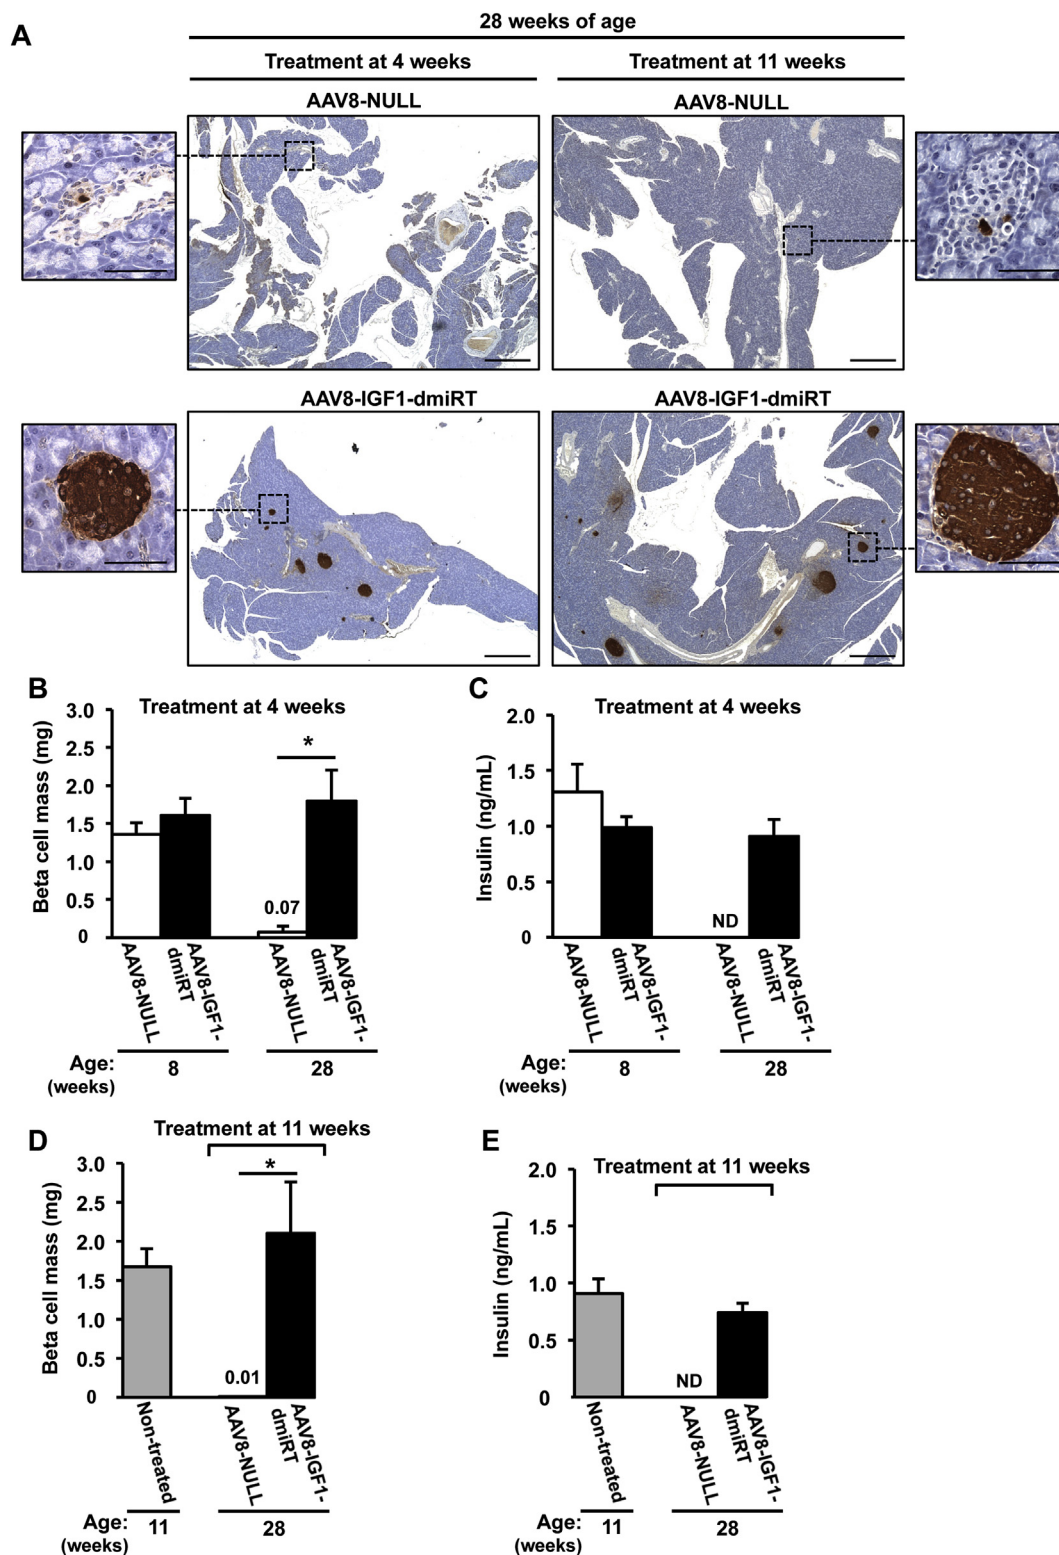 A
28 weeks of age
Treatment at 4 weeks
Treatment at 11 weeks
AAV8-NULL
AAV8-NULL
AAV8-IGF1-dmiRT
AAV8-IGF1-dmiRT
B
Treatment at 4 weeks
Beta cell mass (mg)
3.0
2.5
2.0
1.5
1.0
0.5
0
*
0.07
AAV8-NULL
AAV8-IGF1-
dmiRT
AAV8-NULL
AAV8-IGF1-
dmiRT
Age:
(weeks)
8
28
C
Treatment at 4 weeks
Insulin (ng/mL)
2.0
1.5
1.0
0.5
0
ND
AAV8-NULL
AAV8-IGF1-
dmiRT
AAV8-NULL
AAV8-IGF1-
dmiRT
Age:
(weeks)
8
28
D
Treatment at 11 weeks
Beta cell mass (mg)
3.0
2.5
2.0
1.5
1.0
0.5
0
*
0.01
Non-treated
AAV8-NULL
AAV8-IGF1-
dmiRT
Age:
(weeks)
11
28
E
Treatment at 11 weeks
Insulin (ng/mL)
2.0
1.5
1.0
0.5
0
ND
Non-treated
AAV8-NULL
AAV8-IGF1-
dmiRT
Age:
(weeks)
11
28